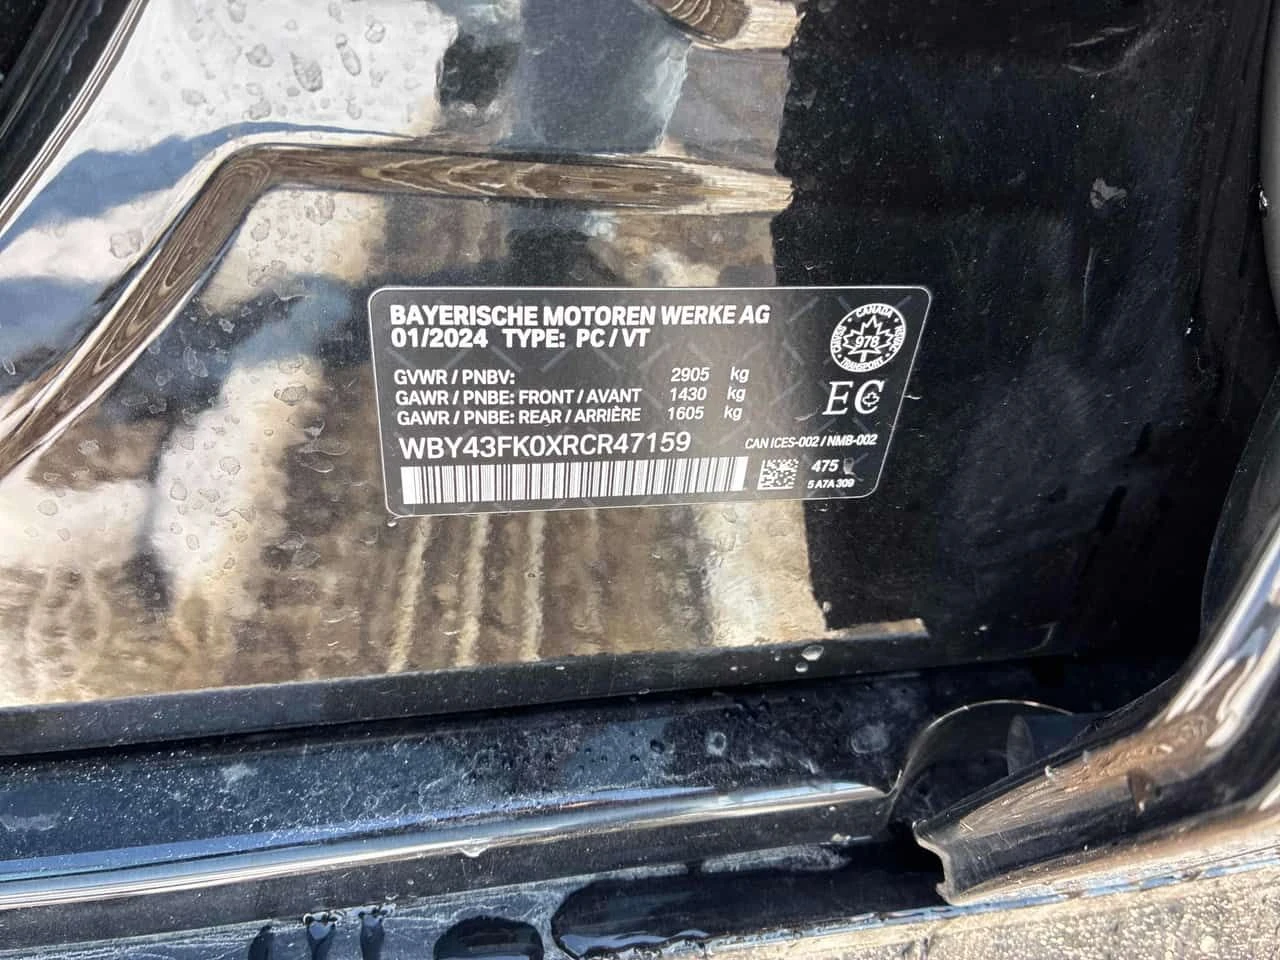 BAYERISCHE MOTOREN WERKE AG
01/2024 TYPE: PC / VT
GVWR / PNBV: 2905 kg
GAWR / PNBE: FRONT / AVANT 1430 kg
GAWR / PNBE: REAR / ARRIÈRE 1605 kg
WBY43FK0XRCR47159
CANADA
978
TRANSPORT
EC
CAN ICES-002 / NMB-002
475
5 A7A 309